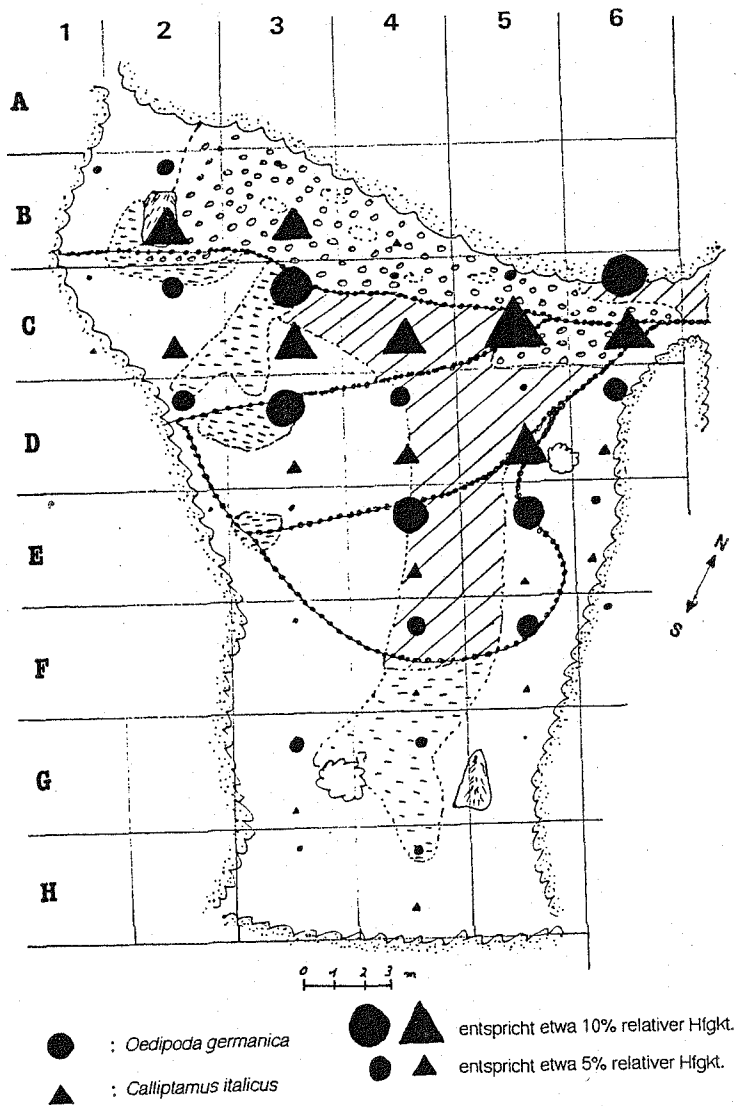 1 2 3 4 5 6
A
B
C
D
E
F
G
H
N
S
0 1 2 3 m
: Oedipoda germanica
: Calliptamus italicus
entspricht etwa 10% relativer Hfgkt.
entspricht etwa 5% relativer Hfgkt.